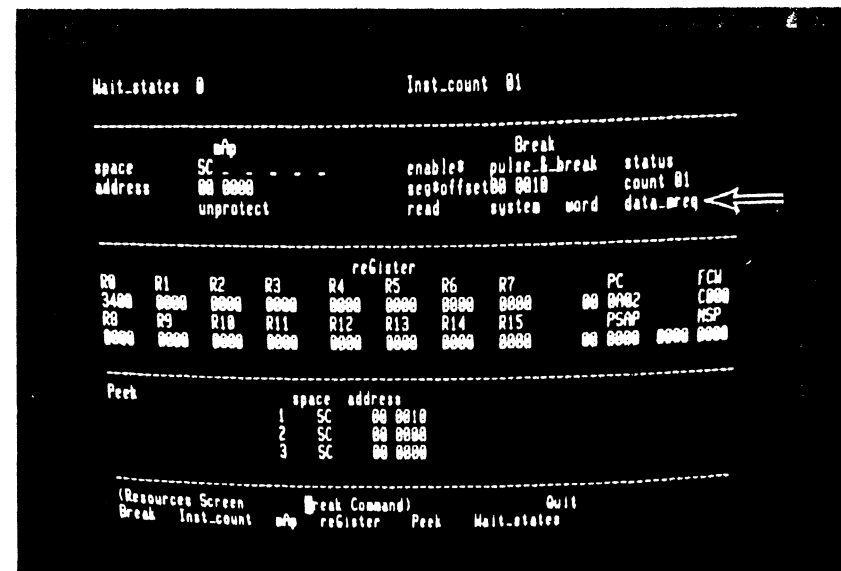 Wait_states 0 Inst_count 01
mAp Break
space SC _ _ _ _ _ enable* pulse_&_break status
address 00 0000 seg*offset 00 0010 count 01
unprotect read system word data_mreq
reGister
R0 R1 R2 R3 R4 R5 R6 R7 PC FCW
3400 0000 0000 0000 0000 0000 0000 0000 00 0A02 C000
R8 R9 R10 R11 R12 R13 R14 R15 PSAP NSP
0000 0000 0000 0000 0000 0000 0000 0000 00 0000 0000 0000
Peek space address
1 SC 00 0010
2 SC 00 0000
3 SC 00 0000
(Resources Screen Break Command) Quit
Break Inst_count mAp reGister Peek Wait_states